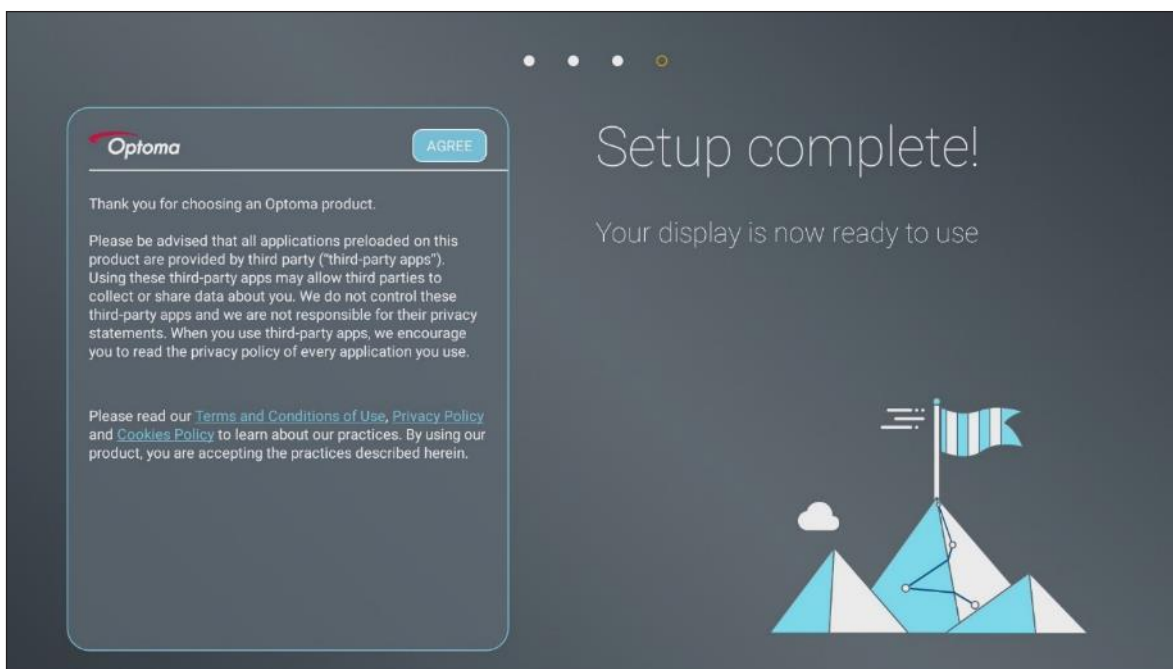 Optoma
AGREE
Thank you for choosing an Optoma product.
Please be advised that all applications preloaded on this
product are provided by third party ("third-party apps").
Using these third-party apps may allow third parties to
collect or share data about you. We do not control these
third-party apps and we are not responsible for their privacy
statements. When you use third-party apps, we encourage
you to read the privacy policy of every application you use.
Please read our Terms and Conditions of Use, Privacy Policy
and Cookies Policy to learn about our practices. By using our
product, you are accepting the practices described herein.
Setup complete!
Your display is now ready to use